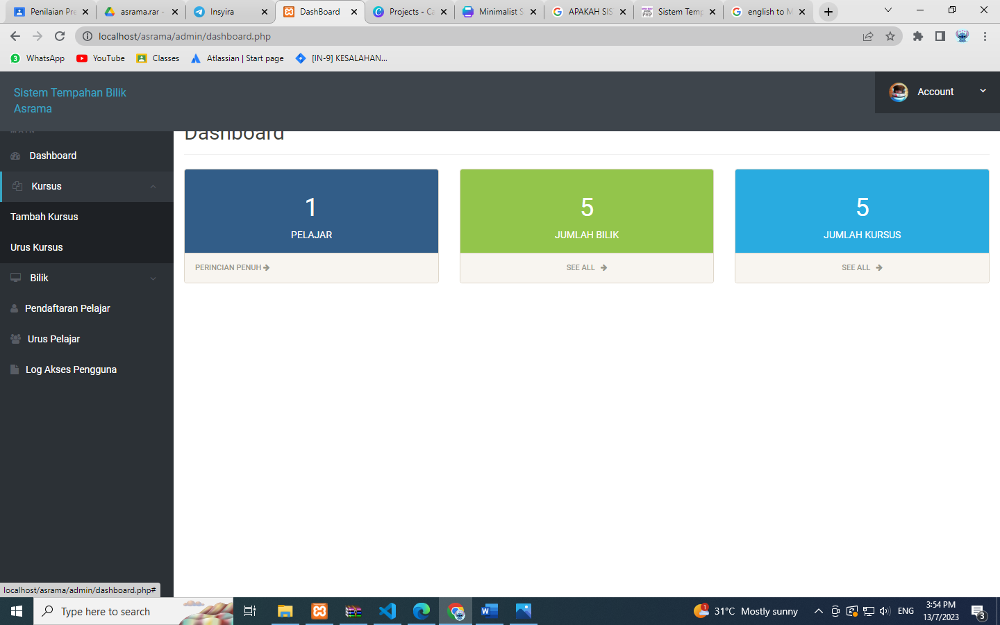 Penilaian Pre
asrama.rar -
Insyira
DashBoard
Projects - Ca
Minimalist S
APAKAH SIS
Sistem Temp
english to M
localhost/asrama/admin/dashboard.php
WhatsApp
YouTube
Classes
Atlassian | Start page
[IN-9] KESALAHAN...
Sistem Tempahan Bilik
Asrama
Account
Dashboard
Dashboard
Kursus
Tambah Kursus
Urus Kursus
Bilik
Pendaftaran Pelajar
Urus Pelajar
Log Akses Pengguna
1
PELAJAR
PERINCIAN PENUH
5
JUMLAH BILIK
SEE ALL
5
JUMLAH KURSUS
SEE ALL
localhost/asrama/admin/dashboard.php#
Type here to search
1
31°C Mostly sunny
ENG
3:54 PM
13/7/2023
3